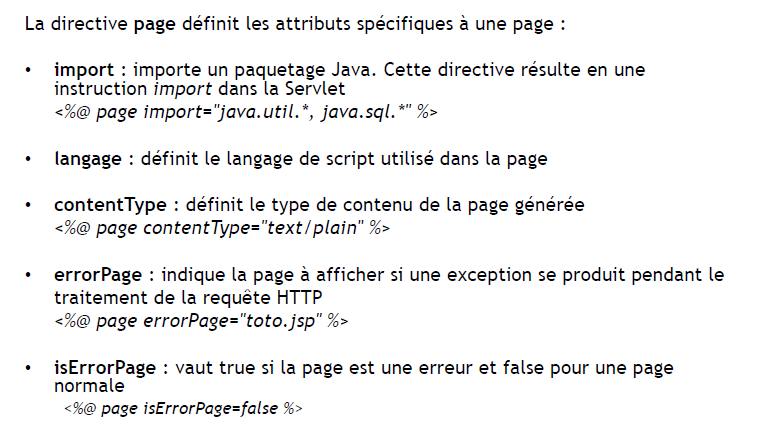 La directive page définit les attributs spécifiques à une page :
• import : importe un paquetage Java. Cette directive résulte en une
instruction import dans la Servlet
<%@ page import="java.util.*, java.sql.*" %>
• langage : définit le langage de script utilisé dans la page
• contentType : définit le type de contenu de la page générée
<%@ page contentType="text/plain" %>
• errorPage : indique la page à afficher si une exception se produit pendant le
traitement de la requête HTTP
<%@ page errorPage="toto.jsp" %>
• isErrorPage : vaut true si la page est une erreur et false pour une page
normale
<%@ page isErrorPage=false %>